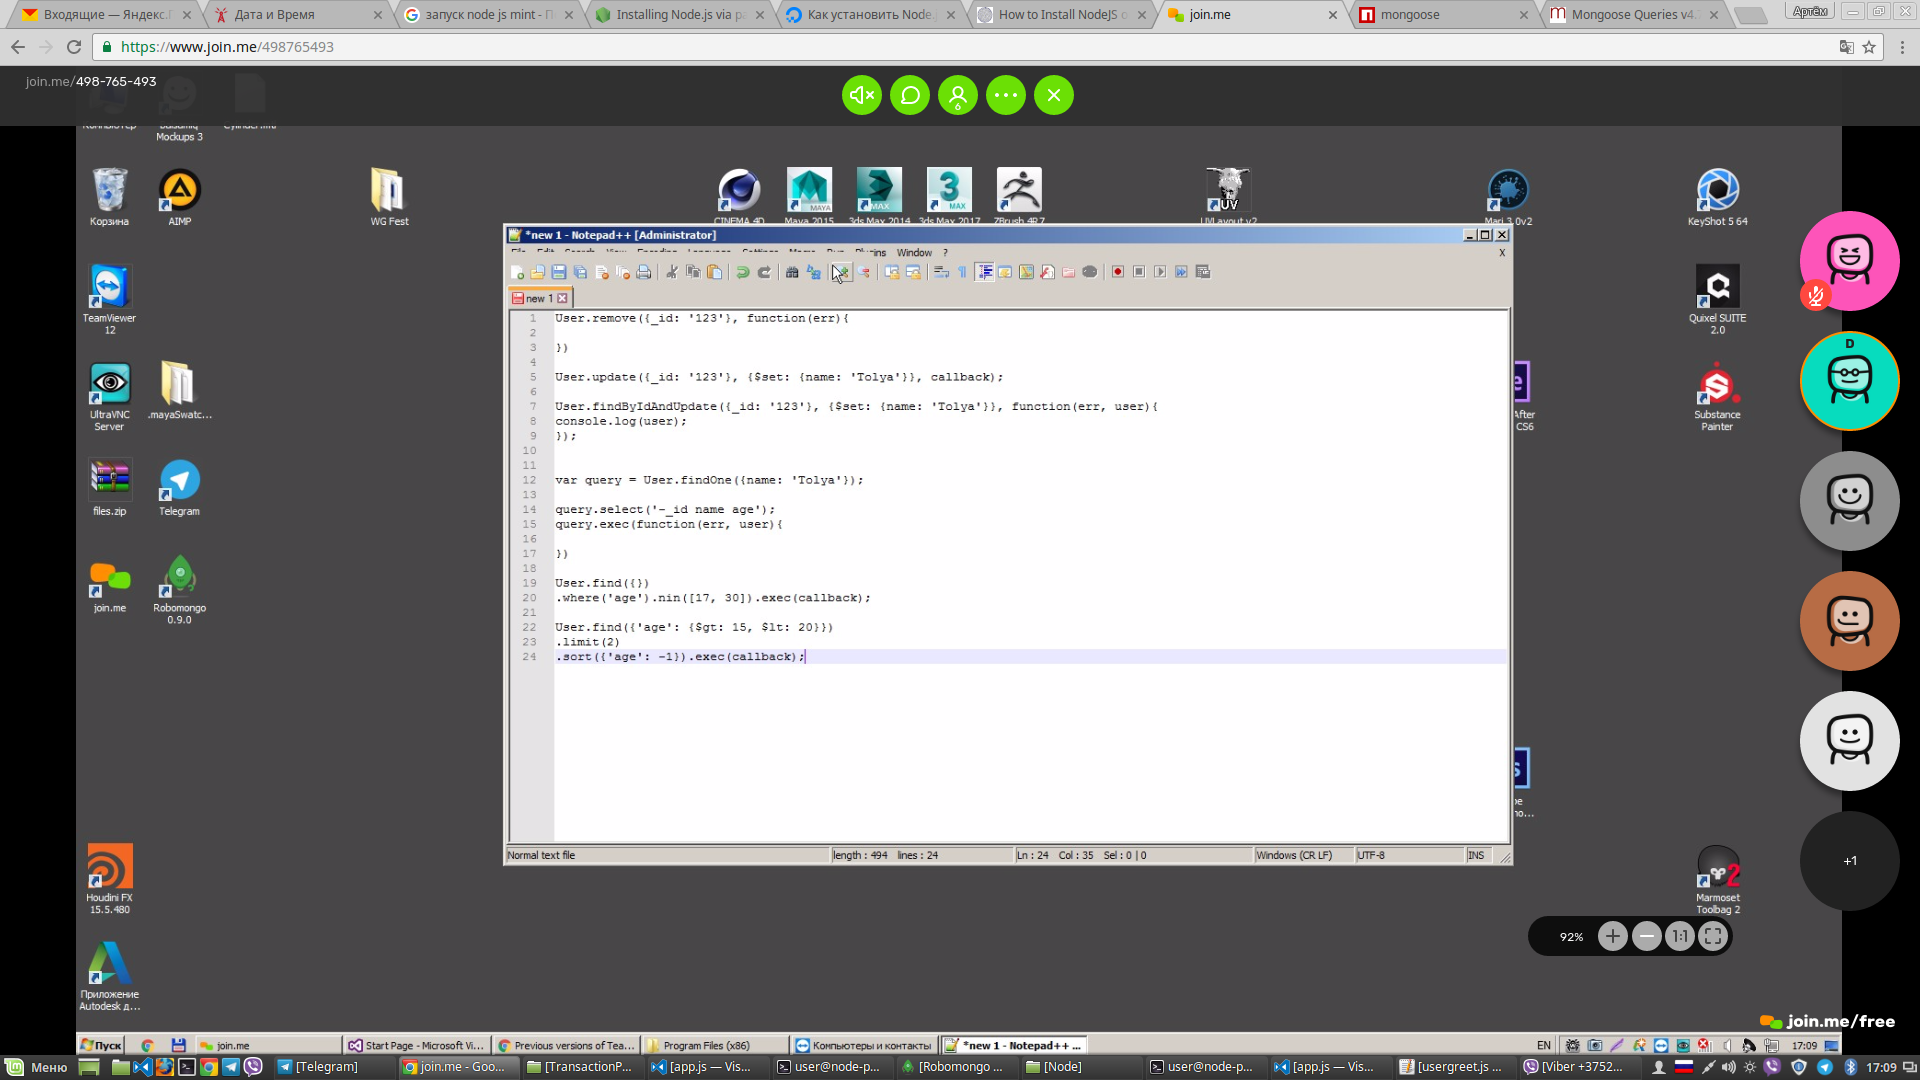 Входящие — Яндекс.П
Дата и Время
запуск node js mint - П
Installing Node.js via pa
Как установить Node.
How to Install NodeJS o
join.me
mongoose
Mongoose Queries v4.
Артём
https://www.join.me/498765493
join.me/498-765-493
6
Mockups 3
Корзина
AIMP
WG Fest
CINEMA 4D
Maya 2015
3ds Max 2014
3ds Max 2017
ZBrush 4R7
UVLayout v2
Mari 3.0v2
KeyShot 5 64
*new 1 - Notepad++ [Administrator]
File Edit Search View Encoding Language Settings Macro Run Plugins Window ? X
new 1
1 User.remove({_id: '123'}, function(err){
2
3 })
4
5 User.update({_id: '123'}, {$set: {name: 'Tolya'}}, callback);
6
7 User.findByIdAndUpdate({_id: '123'}, {$set: {name: 'Tolya'}}, function(err, user){
8 console.log(user);
9 });
10
11
12 var query = User.findOne({name: 'Tolya'});
13
14 query.select('-_id name age');
15 query.exec(function(err, user){
16
17 })
18
19 User.find({})
20 .where('age').nin([17, 30]).exec(callback);
21
22 User.find({'age': {$gt: 15, $lt: 20}})
23 .limit(2)
24 .sort({'age': -1}).exec(callback);
Normal text file
length : 494 lines : 24
Ln : 24 Col : 35 Sel : 0 | 0
Windows (CR LF)
UTF-8
INS
TeamViewer
12
Quixel SUITE
2.0
UltraVNC
Server
.mayaSwatc...
After
CS6
Substance
Painter
D
files.zip
Telegram
join.me
Robomongo
0.9.0
Houdini FX
15.5.480
Marmoset
Toolbag 2
+1
92%
1:1
Приложение
Autodesk д...
join.me/free
Пуск
join.me
Start Page - Microsoft Vi...
Previous versions of Tea...
Program Files (x86)
Компьютеры и контакты
*new 1 - Notepad++ ...
EN
17:09
Меню
[Telegram]
join.me - Goo...
[TransactionP...
[app.js — Vis...
user@node-p...
[Robomongo ...
[Node]
user@node-p...
[app.js — Vis...
[usergreet.js ...
[Viber +3752...
17:09